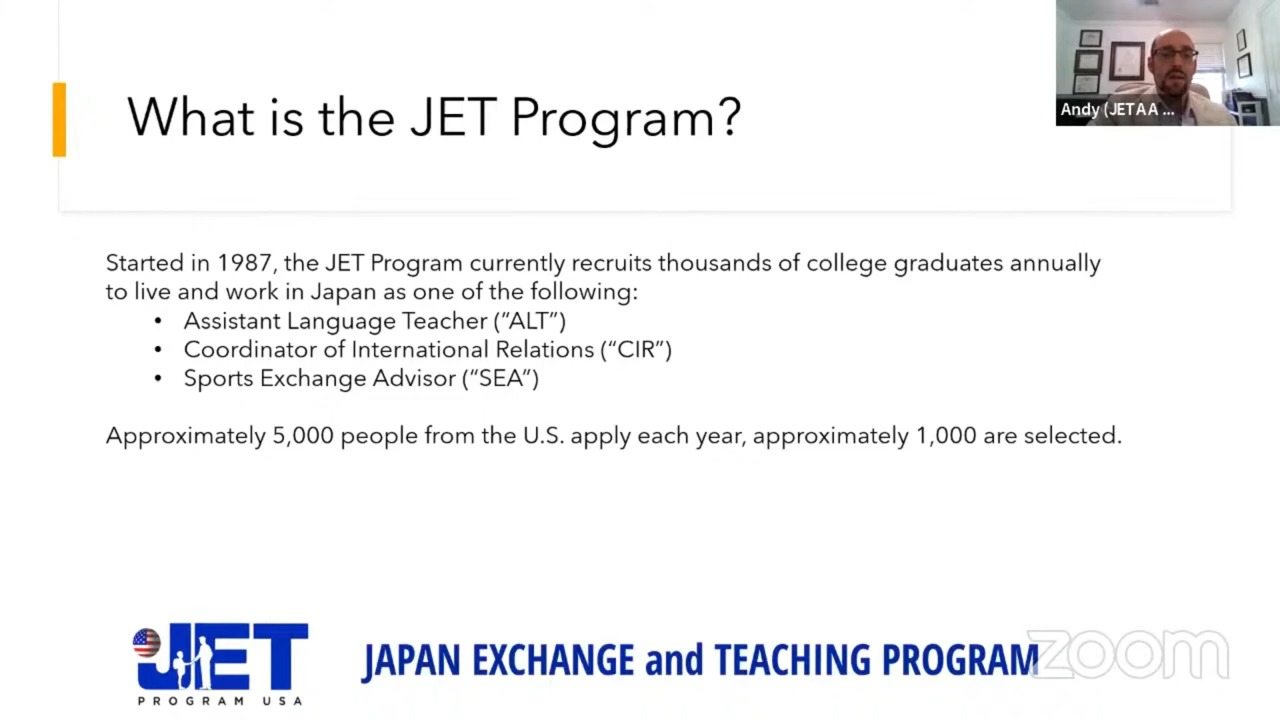 What is the JET Program?
Andy (JETAA ...
Started in 1987, the JET Program currently recruits thousands of college graduates annually
to live and work in Japan as one of the following:
• Assistant Language Teacher (“ALT”)
• Coordinator of International Relations (“CIR”)
• Sports Exchange Advisor (“SEA”)
Approximately 5,000 people from the U.S. apply each year, approximately 1,000 are selected.
JET
PROGRAM USA
JAPAN EXCHANGE and TEACHING PROGRAM
zoom